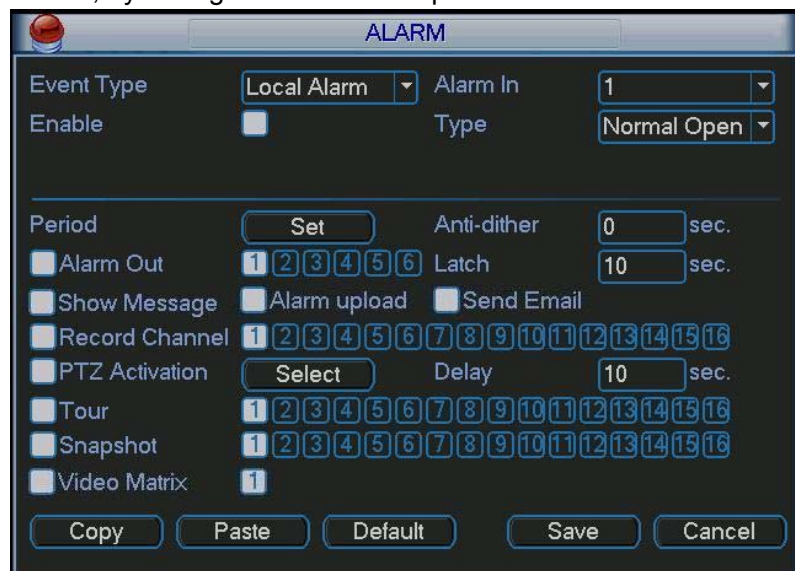 ALARM
Event Type Local Alarm Alarm In 1
Enable Type Normal Open
Period Set Anti-dither 0 sec.
Alarm Out 1 2 3 4 5 6 Latch 10 sec.
Show Message Alarm upload Send Email
Record Channel 1 2 3 4 5 6 7 8 9 10 11 12 13 14 15 16
PTZ Activation Select Delay 10 sec.
Tour 1 2 3 4 5 6 7 8 9 10 11 12 13 14 15 16
Snapshot 1 2 3 4 5 6 7 8 9 10 11 12 13 14 15 16
Video Matrix 1
Copy Paste Default Save Cancel